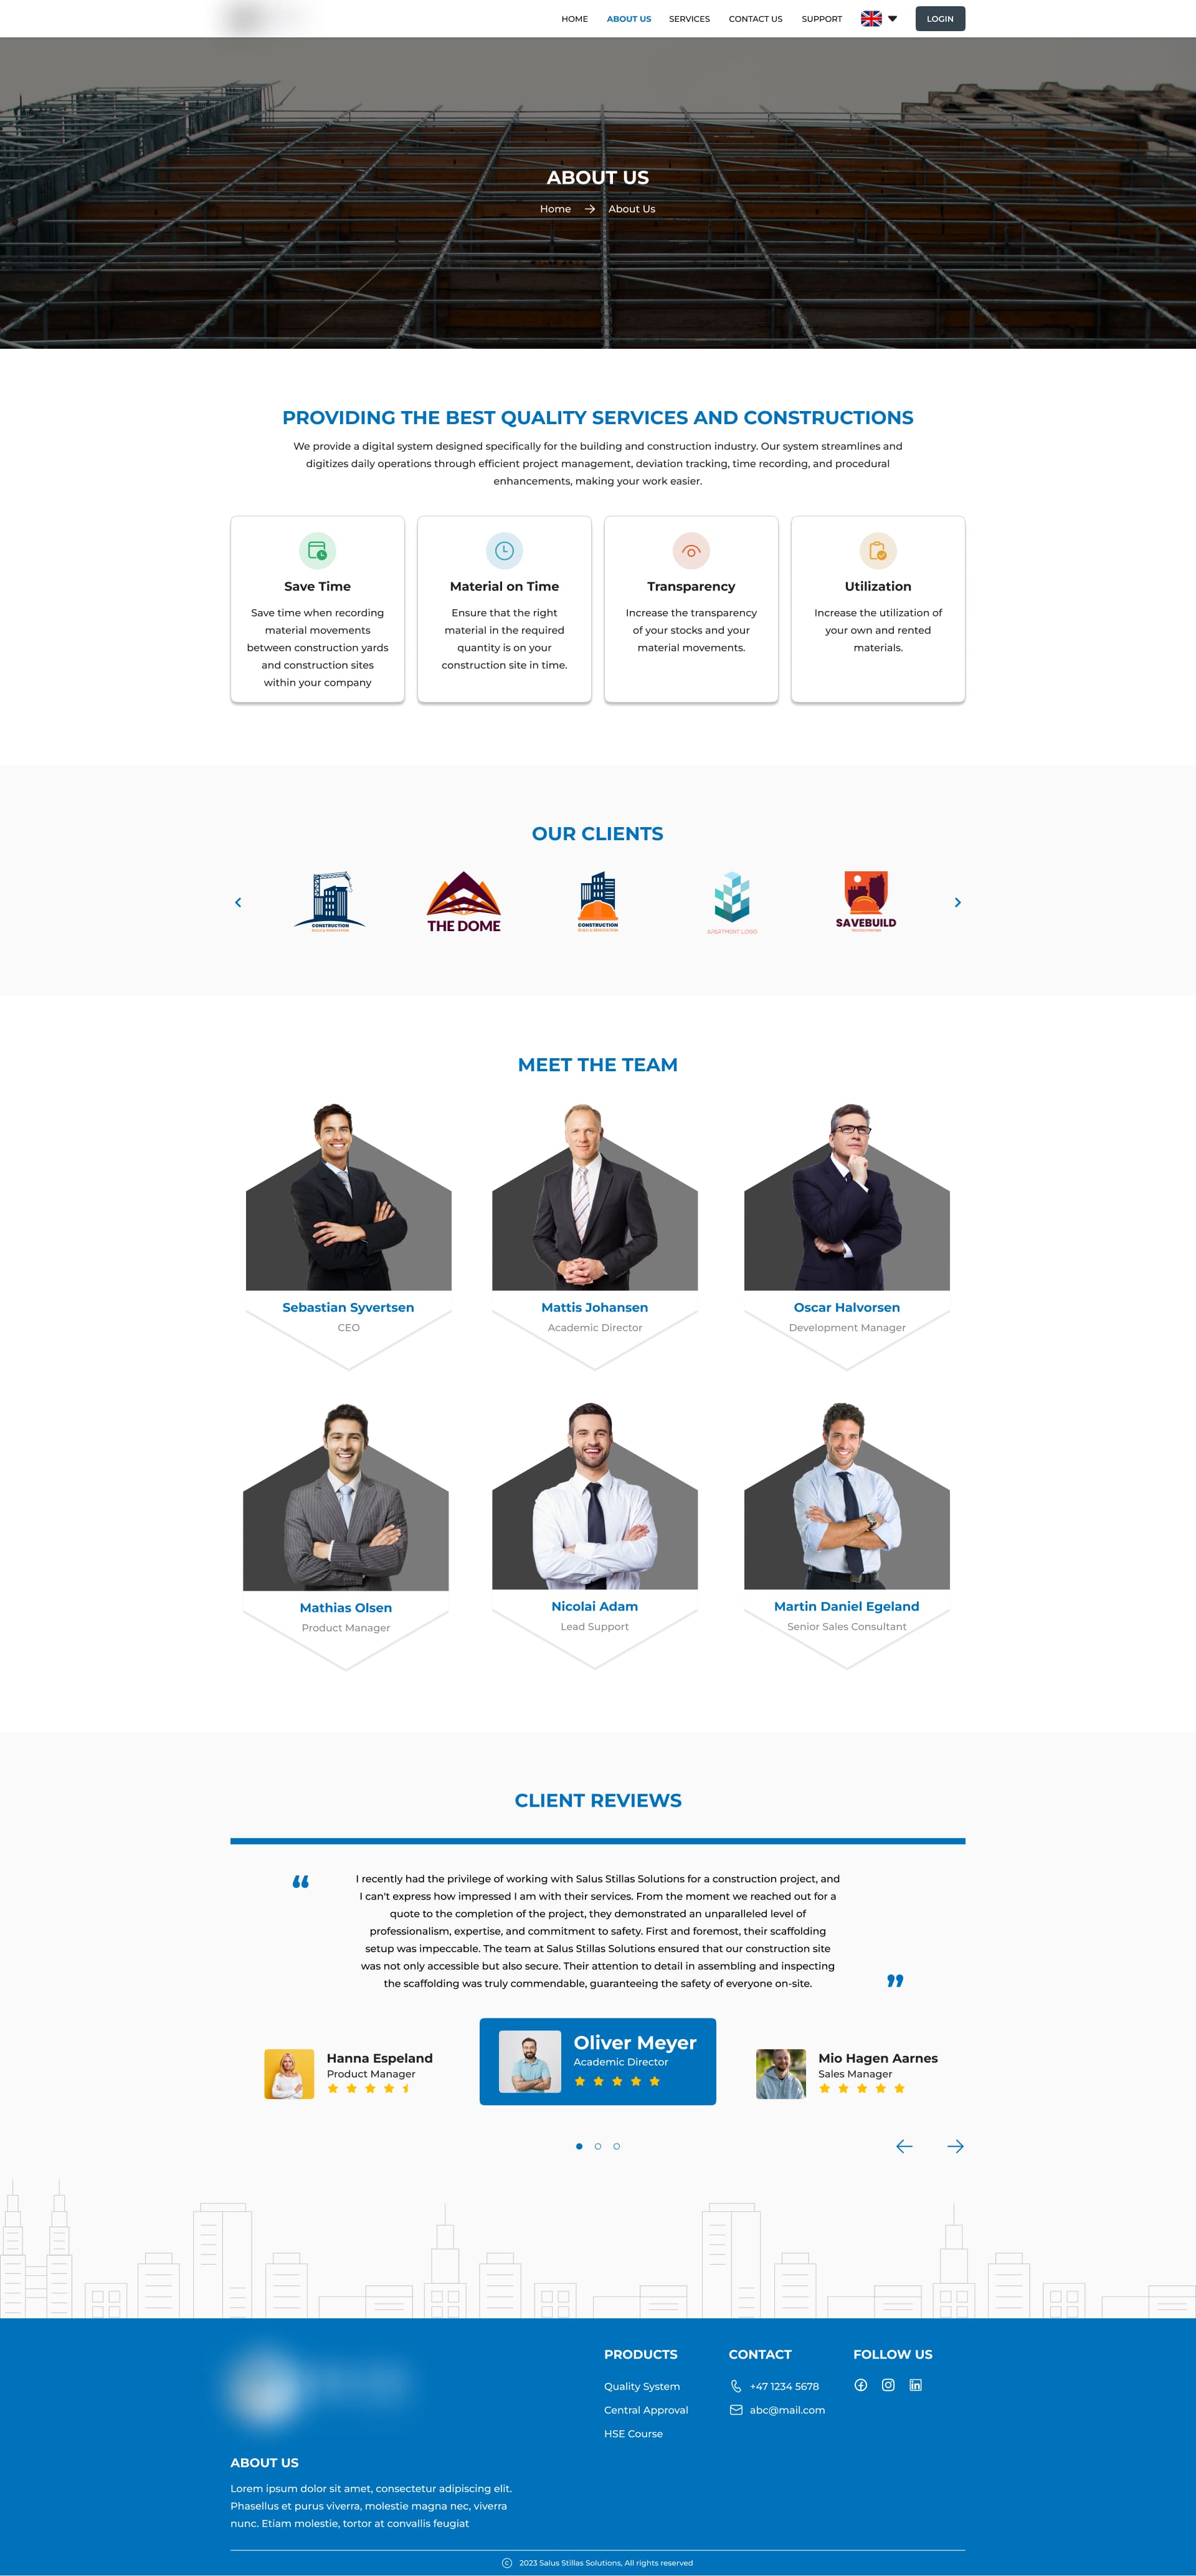 HOME ABOUT US SERVICES CONTACT US SUPPORT LOGIN
ABOUT US
Home About Us
PROVIDING THE BEST QUALITY SERVICES AND CONSTRUCTIONS
We provide a digital system designed specifically for the building and construction industry. Our system streamlines and
digitizes daily operations through efficient project management, deviation tracking, time recording, and procedural
enhancements, making your work easier.
Save Time
Save time when recording
material movements
between construction yards
and construction sites
within your company
Material on Time
Ensure that the right
material in the required
quantity is on your
construction site in time.
Transparency
Increase the transparency
of your stocks and your
material movements.
Utilization
Increase the utilization of
your own and rented
materials.
OUR CLIENTS
CONSTRUCTION
BUILD & RENOVATION
THE DOME
CONSTRUCTION
BUILD & RENOVATION
APARTMENT LOGO
SAVEBUILD
MEET THE TEAM
Sebastian Syvertsen
CEO
Mattis Johansen
Academic Director
Oscar Halvorsen
Development Manager
Mathias Olsen
Product Manager
Nicolai Adam
Lead Support
Martin Daniel Egeland
Senior Sales Consultant
CLIENT REVIEWS
“
I recently had the privilege of working with Salus Stillas Solutions for a construction project, and
I can't express how impressed I am with their services. From the moment we reached out for a
quote to the completion of the project, they demonstrated an unparalleled level of
professionalism, expertise, and commitment to safety. First and foremost, their scaffolding
setup was impeccable. The team at Salus Stillas Solutions ensured that our construction site
was not only accessible but also secure. Their attention to detail in assembling and inspecting
the scaffolding was truly commendable, guaranteeing the safety of everyone on-site.
”
Hanna Espeland
Product Manager
Oliver Meyer
Academic Director
Mio Hagen Aarnes
Sales Manager
PRODUCTS
Quality System
Central Approval
HSE Course
CONTACT
+47 1234 5678
abc@mail.com
FOLLOW US
ABOUT US
Lorem ipsum dolor sit amet, consectetur adipiscing elit.
Phasellus et purus viverra, molestie magna nec, viverra
nunc. Etiam molestie, tortor at convallis feugiat
© 2023 Salus Stillas Solutions, All rights reserved